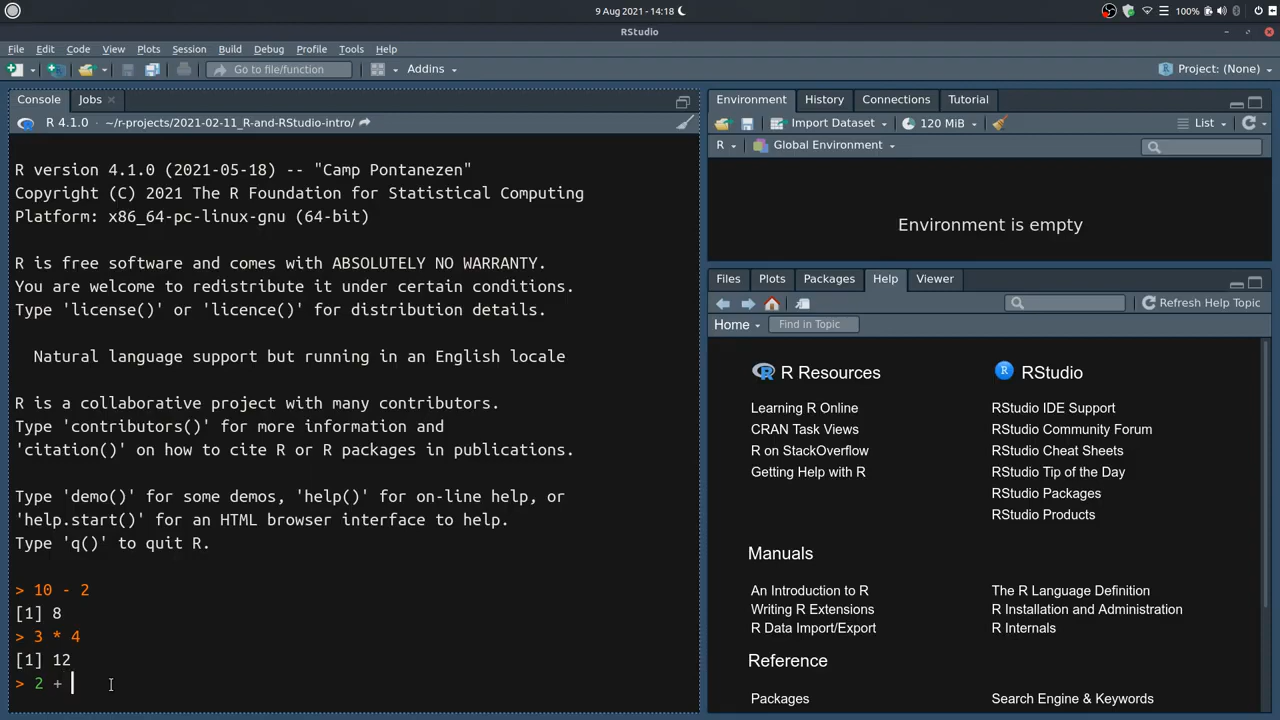 9 Aug 2021 - 14:18
100%
RStudio
File Edit Code View Plots Session Build Debug Profile Tools Help
Go to file/function
Addins
Project: (None)
Console Jobs
R 4.1.0 · ~/r-projects/2021-02-11_R-and-RStudio-intro/
R version 4.1.0 (2021-05-18) -- "Camp Pontanezen"
Copyright (C) 2021 The R Foundation for Statistical Computing
Platform: x86_64-pc-linux-gnu (64-bit)
R is free software and comes with ABSOLUTELY NO WARRANTY.
You are welcome to redistribute it under certain conditions.
Type 'license()' or 'licence()' for distribution details.
Natural language support but running in an English locale
R is a collaborative project with many contributors.
Type 'contributors()' for more information and
'citation()' on how to cite R or R packages in publications.
Type 'demo()' for some demos, 'help()' for on-line help, or
'help.start()' for an HTML browser interface to help.
Type 'q()' to quit R.
> 10 - 2
[1] 8
> 3 * 4
[1] 12
> 2 +
Environment History Connections Tutorial
Import Dataset 120 MiB List
R Global Environment
Environment is empty
Files Plots Packages Help Viewer
Refresh Help Topic
Home Find in Topic
R Resources
Learning R Online
CRAN Task Views
R on StackOverflow
Getting Help with R
RStudio
RStudio IDE Support
RStudio Community Forum
RStudio Cheat Sheets
RStudio Tip of the Day
RStudio Packages
RStudio Products
Manuals
An Introduction to R
Writing R Extensions
R Data Import/Export
The R Language Definition
R Installation and Administration
R Internals
Reference
Packages
Search Engine & Keywords